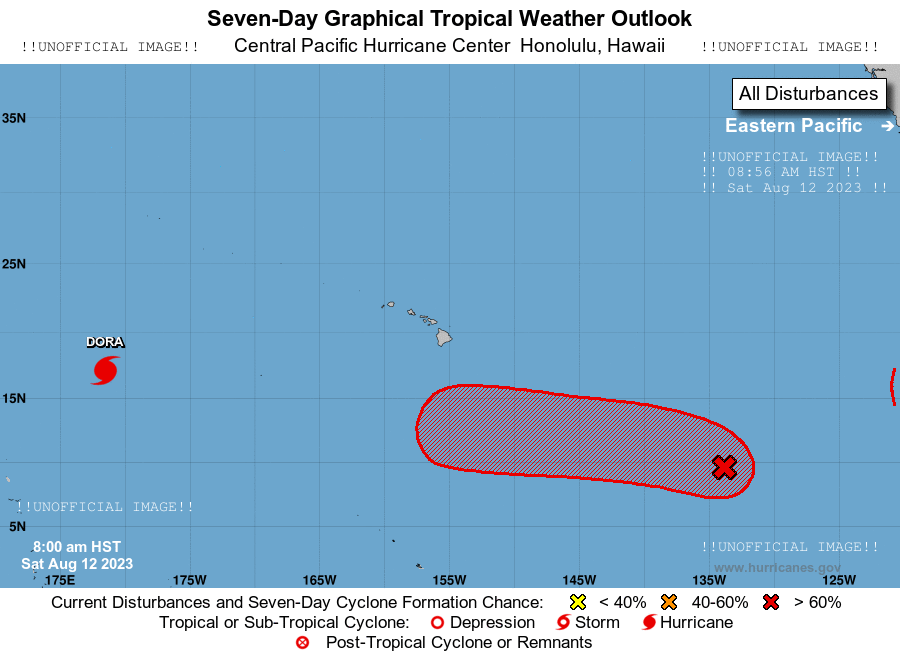 Seven-Day Graphical Tropical Weather Outlook
!!UNOFFICIAL IMAGE!! Central Pacific Hurricane Center Honolulu, Hawaii !!UNOFFICIAL IMAGE!!
All Disturbances
35N
Eastern Pacific →
!!UNOFFICIAL IMAGE!!
!! 08:56 AM HST !!
!! Sat Aug 12 2023 !!
25N
DORA
15N
!!UNOFFICIAL IMAGE!!
5N
8:00 am HST
Sat Aug 12 2023
!!UNOFFICIAL IMAGE!!
www.hurricanes.gov
175E 175W 165W 155W 145W 135W 125W
Current Disturbances and Seven-Day Cyclone Formation Chance: < 40% 40-60% > 60%
Tropical or Sub-Tropical Cyclone: Depression Storm Hurricane
Post-Tropical Cyclone or Remnants